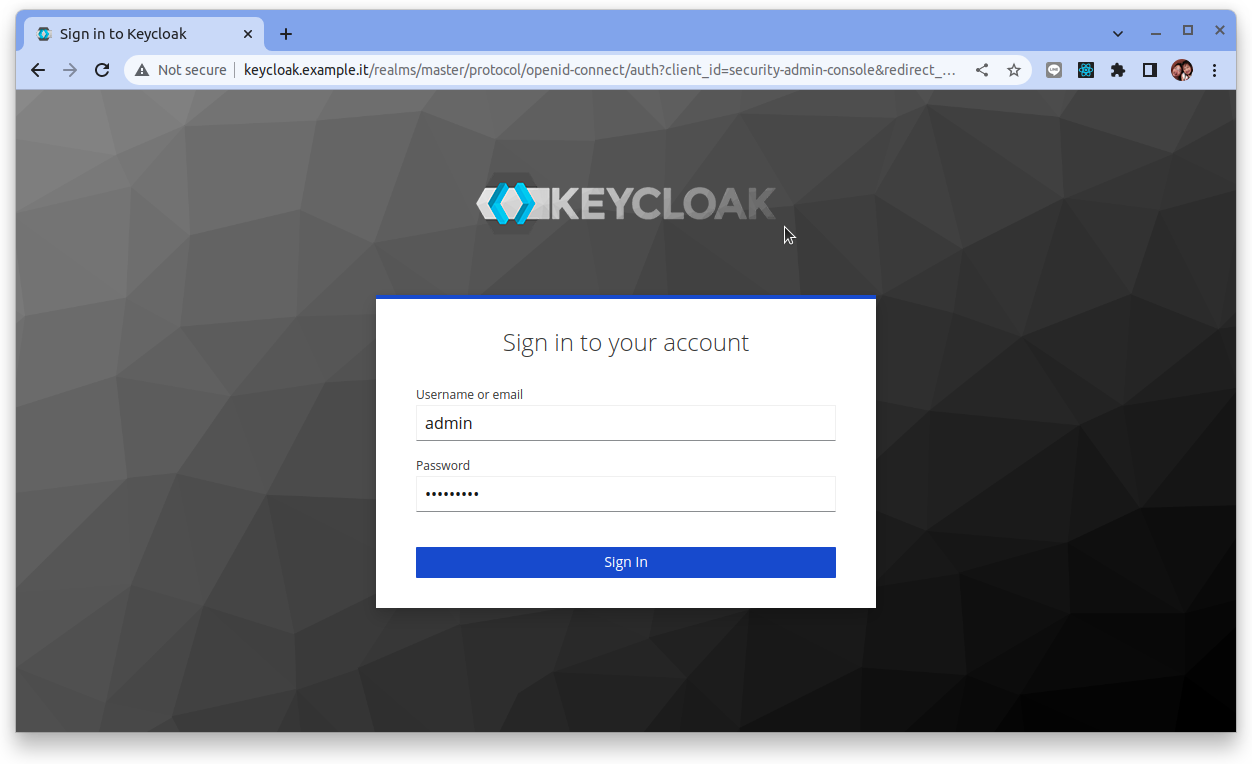 Sign in to Keycloak
Not secure keycloak.example.it/realms/master/protocol/openid-connect/auth?client_id=security-admin-console&redirect_...
KEYCLOAK
Sign in to your account
Username or email
admin
Password
•••••••••
Sign In